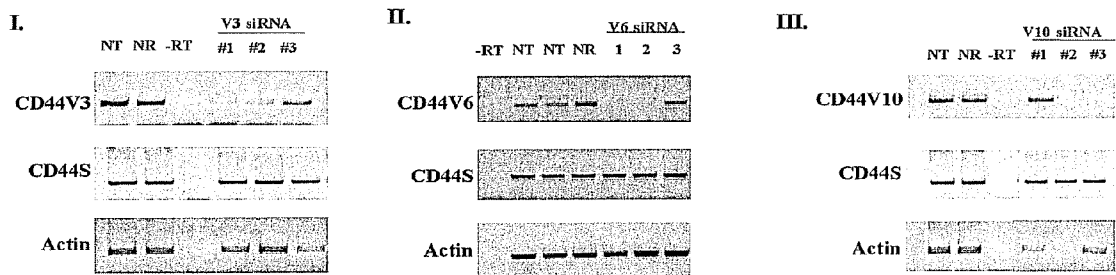 I.
V3 siRNA
NT NR -RT #1 #2 #3
CD44V3
CD44S
Actin
II.
V6 siRNA
-RT NT NT NR 1 2 3
CD44V6
CD44S
Actin
III.
V10 siRNA
NT NR -RT #1 #2 #3
CD44V10
CD44S
Actin